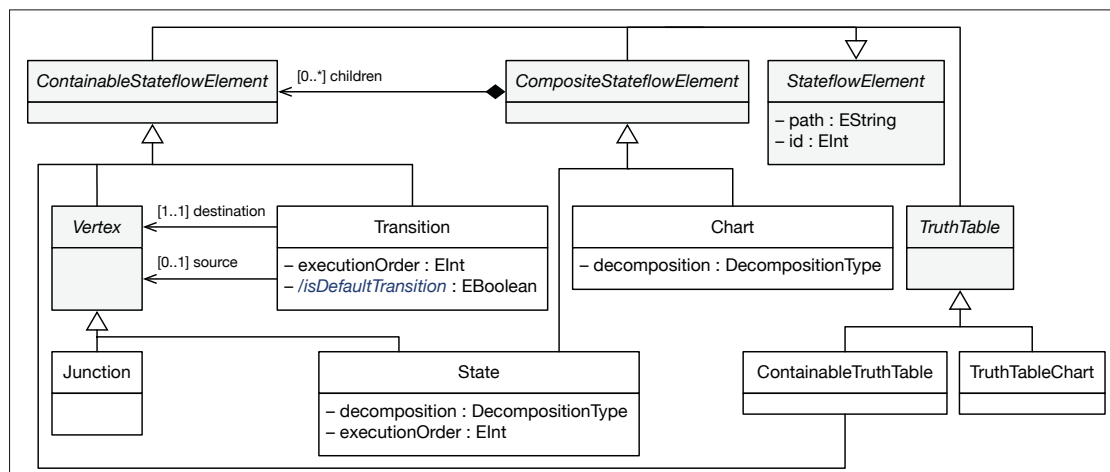 ContainableStateflowElement
[0..*] children
CompositeStateflowElement
StateflowElement
– path : EString
– id : EInt
Vertex
[1..1] destination
[0..1] source
Transition
– executionOrder : EInt
– /isDefaultTransition : EBoolean
Chart
– decomposition : DecompositionType
TruthTable
Junction
State
– decomposition : DecompositionType
– executionOrder : EInt
ContainableTruthTable
TruthTableChart